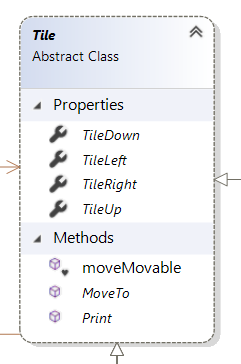 Tile
Abstract Class
Properties
TileDown
TileLeft
TileRight
TileUp
Methods
moveMovable
MoveTo
Print